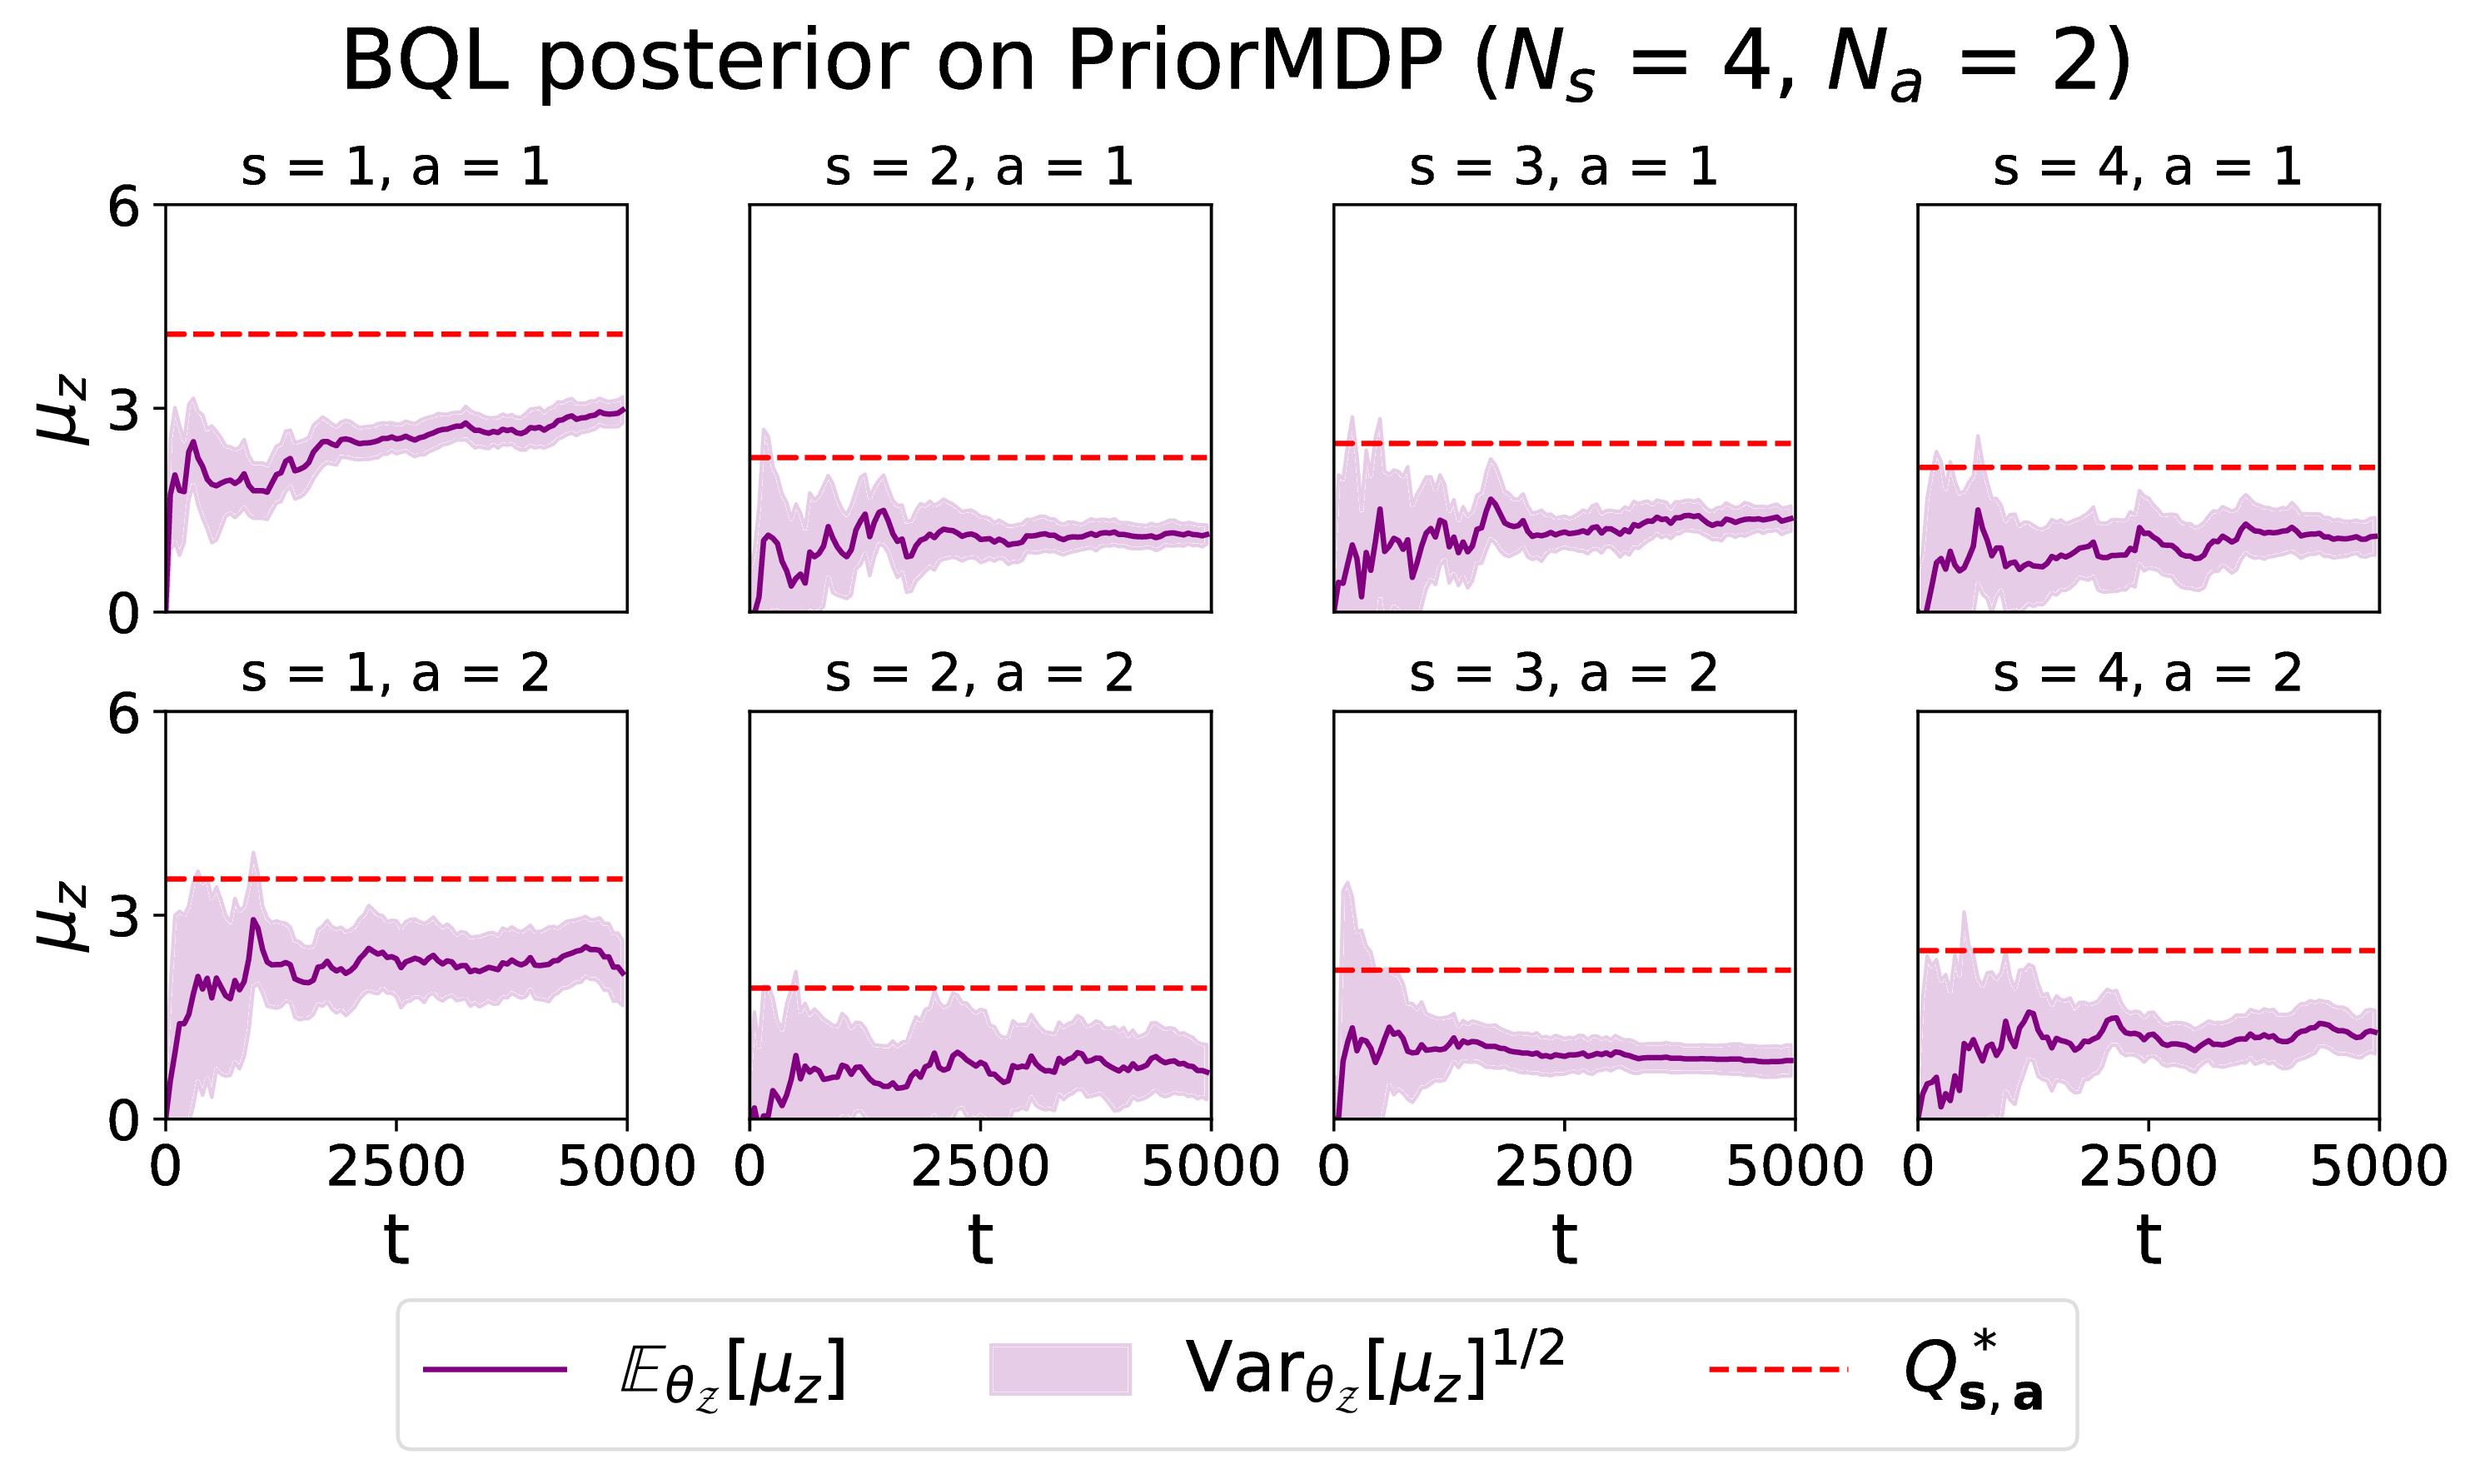 BQL posterior on PriorMDP (Nₛ = 4, Nₐ = 2)
s = 1, a = 1
s = 2, a = 1
s = 3, a = 1
s = 4, a = 1
6
3
0
μ_z
s = 1, a = 2
s = 2, a = 2
s = 3, a = 2
s = 4, a = 2
6
3
0
μ_z
0 2500 5000
0 2500 5000
0 2500 5000
0 2500 5000
t
t
t
t
𝔼_θ_𝒵[μ_z]
Var_θ_𝒵[μ_z]^1/2
Q*_s,a